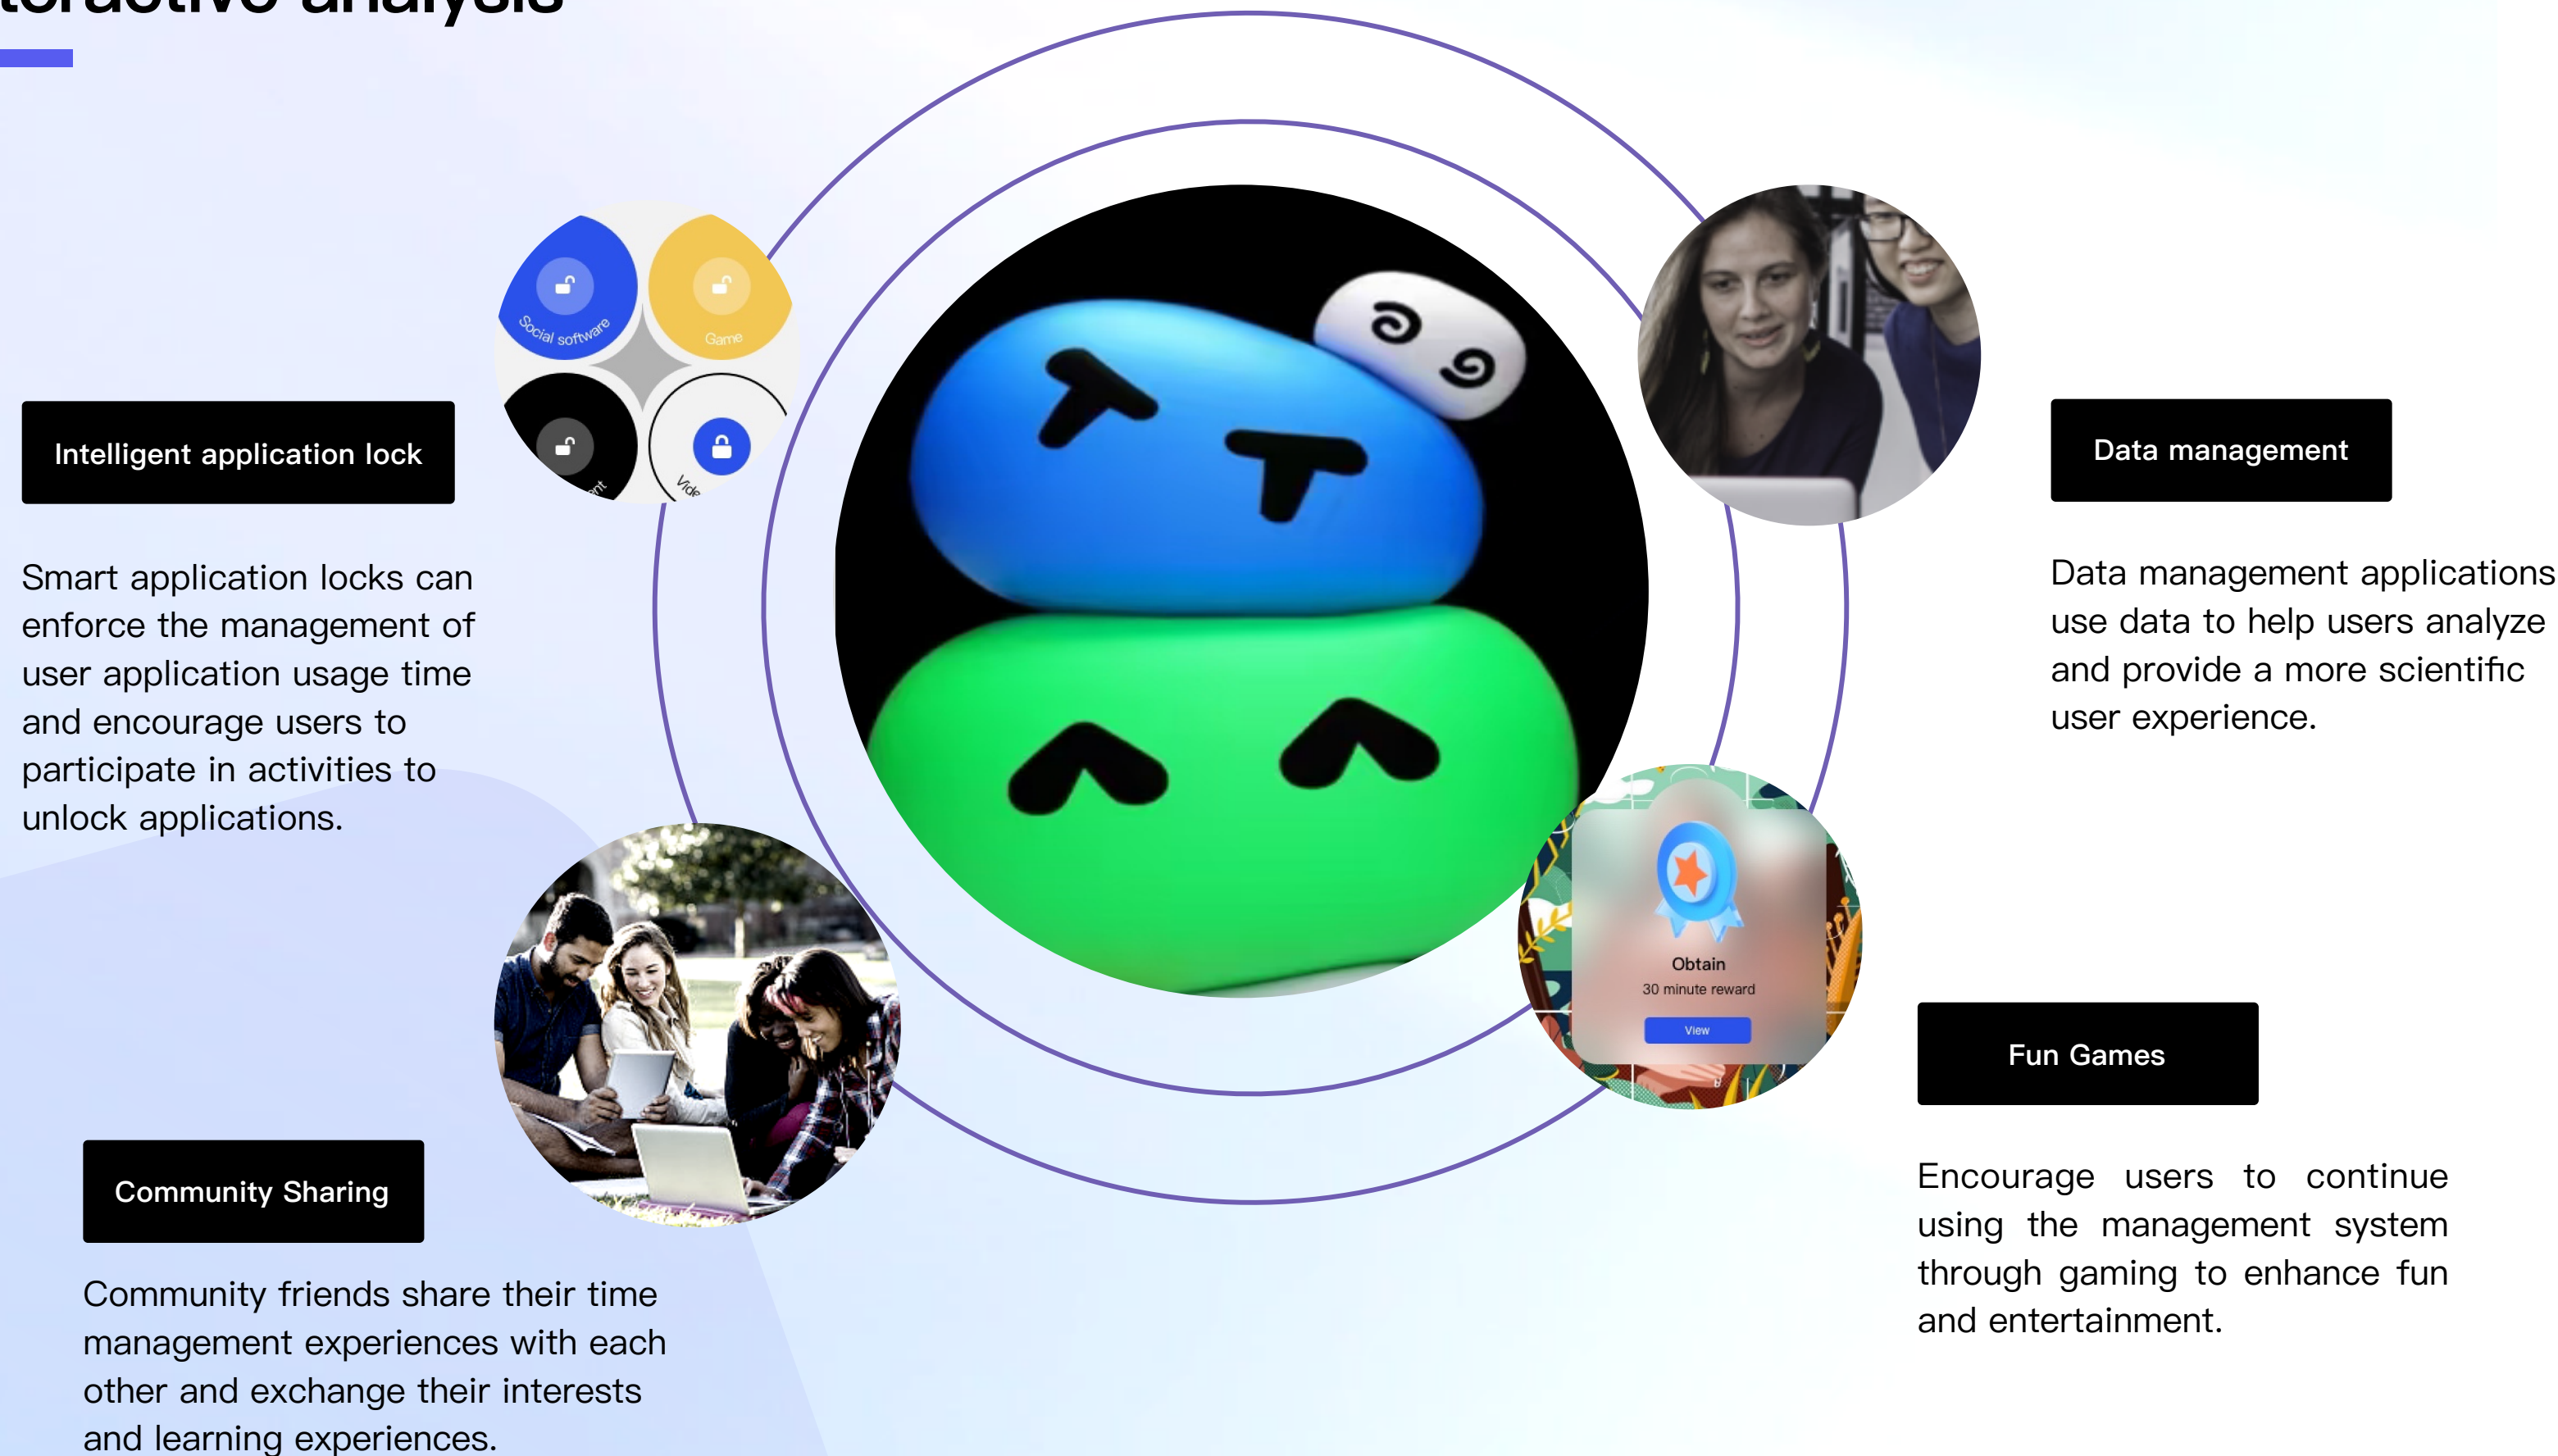 analysis
Social software
Game
Intelligent application lock
Smart application locks can
enforce the management of
user application usage time
and encourage users to
participate in activities to
unlock applications.
Data management
Data management applications
use data to help users analyze
and provide a more scientific
user experience.
Obtain
30 minute reward
View
Fun Games
Encourage users to continue
using the management system
through gaming to enhance fun
and entertainment.
Community Sharing
Community friends share their time
management experiences with each
other and exchange their interests
and learning experiences.